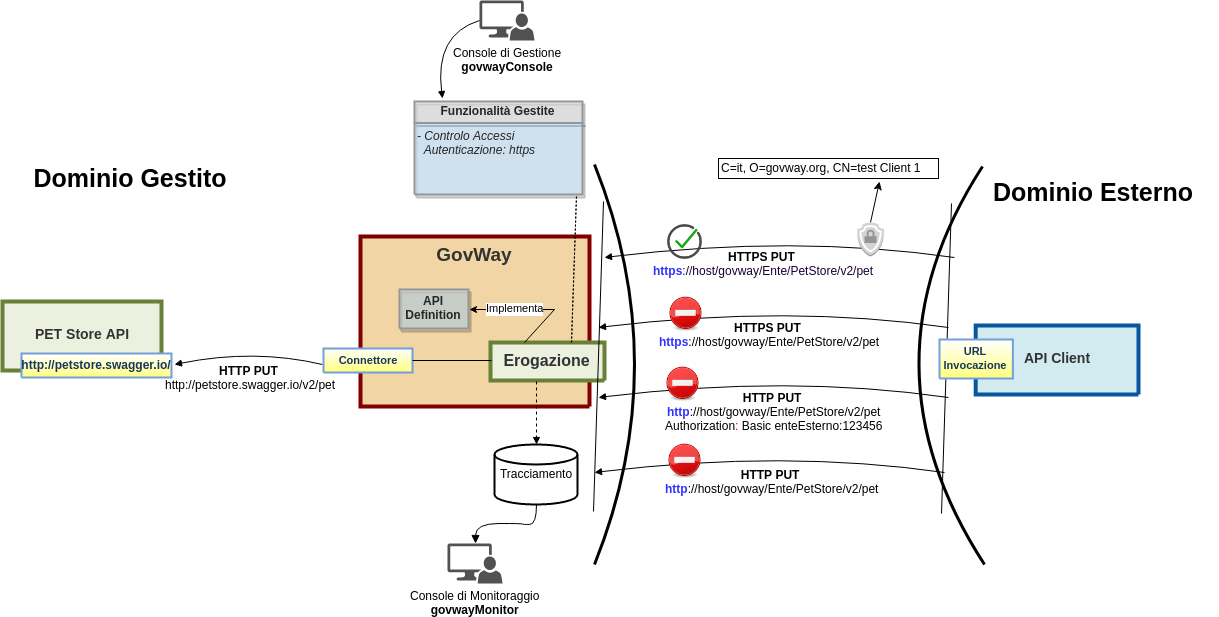 Console di Gestione
govwayConsole
Funzionalità Gestite
- Controlo Accessi
Autenticazione: https
Dominio Gestito
C=it, O=govway.org, CN=test Client 1
Dominio Esterno
GovWay
HTTPS PUT
https://host/govway/Ente/PetStore/v2/pet
API
Definition
Implementa
HTTPS PUT
https://host/govway/Ente/PetStore/v2/pet
PET Store API
http://petstore.swagger.io/
HTTP PUT
http://petstore.swagger.io/v2/pet
Connettore
Erogazione
URL
Invocazione
API Client
HTTP PUT
http://host/govway/Ente/PetStore/v2/pet
Authorization: Basic enteEsterno:123456
Tracciamento
HTTP PUT
http://host/govway/Ente/PetStore/v2/pet
Console di Monitoraggio
govwayMonitor